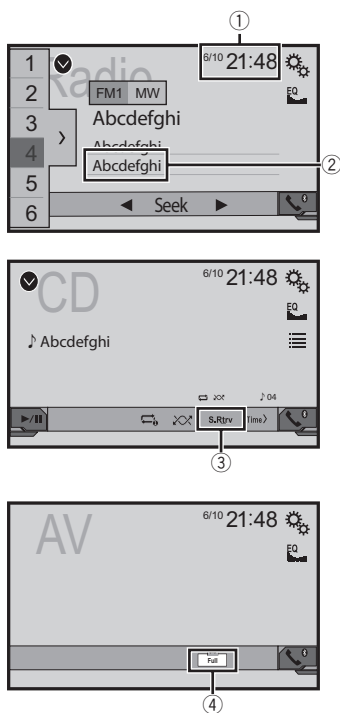 ①
1 Radio 6/10 21:48
2 FM1 MW EQ
3 Abcdefghi
4 Abcdefghi
Abcdefghi ②
5
6 ◄ Seek ►
CD 6/10 21:48
EQ
♪ Abcdefghi
♪ 04
►/II S.Rtrv Time〉
③
AV 6/10 21:48
EQ
Full
④